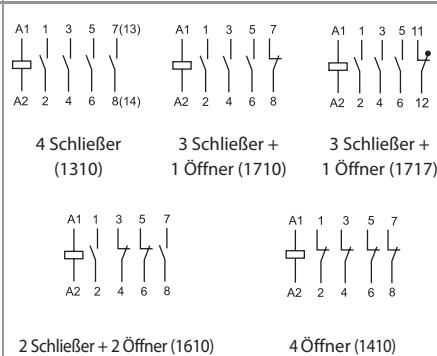 A1 1 3 5 7(13)
A2 2 4 6 8(14)
4 Schließer
(1310)
A1 1 3 5 7
A2 2 4 6 8
3 Schließer +
1 Öffner (1710)
A1 1 3 5 11
A2 2 4 6 12
3 Schließer +
1 Öffner (1717)
A1 1 3 5 7
A2 2 4 6 8
2 Schließer + 2 Öffner (1610)
A1 1 3 5 7
A2 2 4 6 8
4 Öffner (1410)